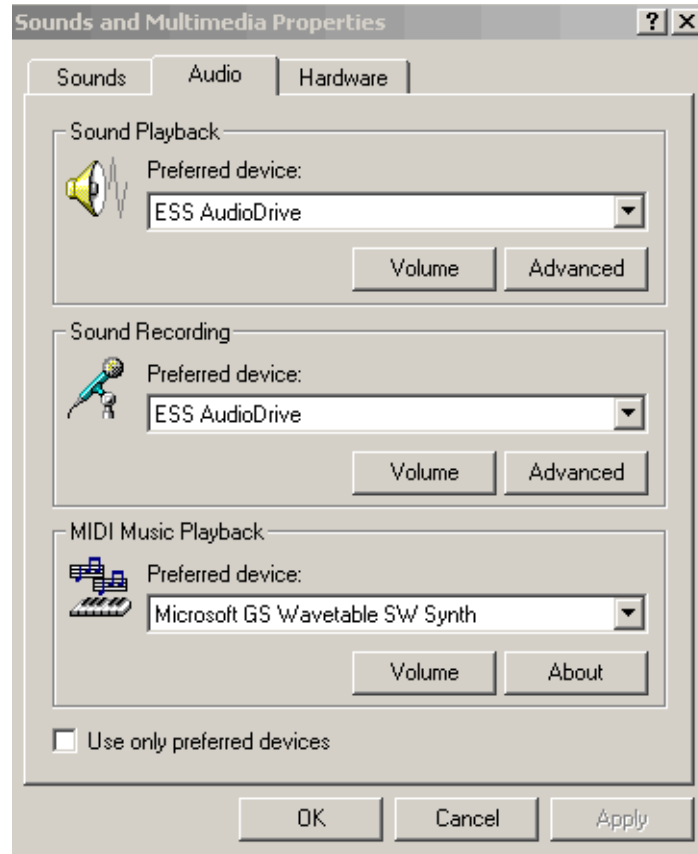 Sounds and Multimedia Properties
Sounds Audio Hardware
Sound Playback
Preferred device:
ESS AudioDrive
Volume Advanced
Sound Recording
Preferred device:
ESS AudioDrive
Volume Advanced
MIDI Music Playback
Preferred device:
Microsoft GS Wavetable SW Synth
Volume About
Use only preferred devices
OK Cancel Apply